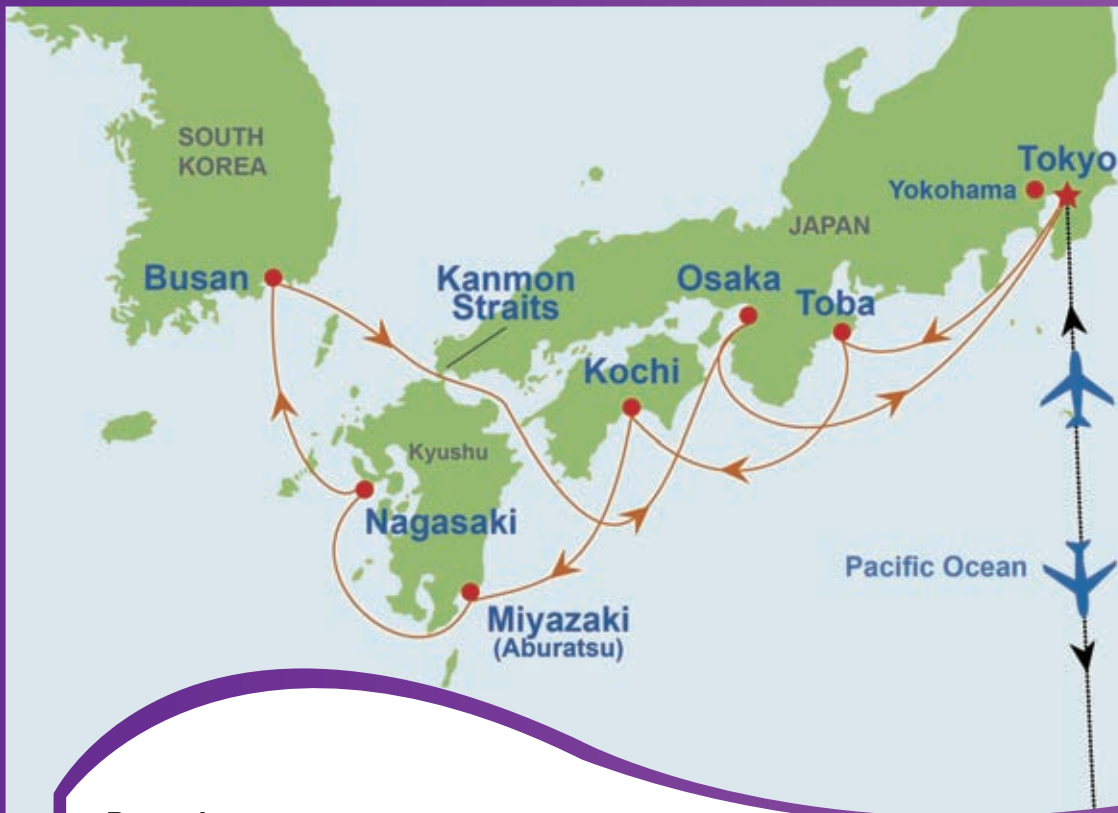 SOUTH
KOREA
Tokyo
Yokohama
JAPAN
Busan
Kanmon
Straits
Osaka
Toba
Kochi
Kyushu
Nagasaki
Pacific Ocean
Miyazaki
(Aburatsu)